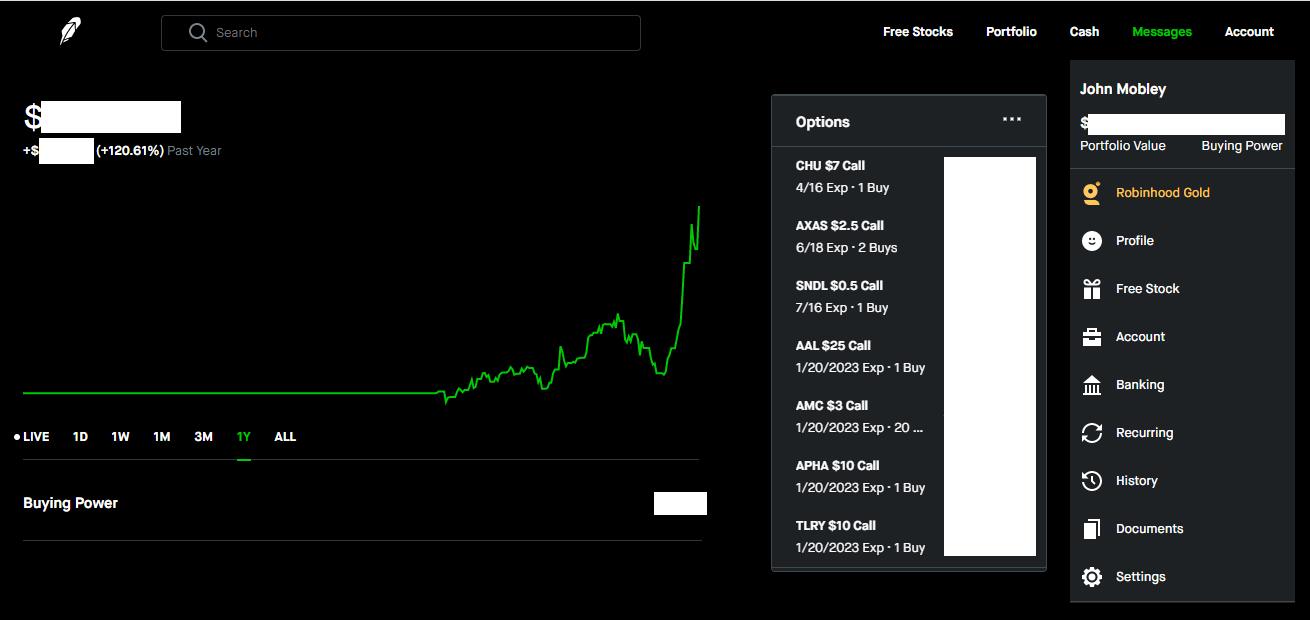 Search
Free Stocks
Portfolio
Cash
Messages
Account
$
+$ (+120.61%) Past Year
LIVE 1D 1W 1M 3M 1Y ALL
Buying Power
Options ...
CHU $7 Call
4/16 Exp · 1 Buy
AXAS $2.5 Call
6/18 Exp · 2 Buys
SNDL $0.5 Call
7/16 Exp · 1 Buy
AAL $25 Call
1/20/2023 Exp · 1 Buy
AMC $3 Call
1/20/2023 Exp · 20 ...
APHA $10 Call
1/20/2023 Exp · 1 Buy
TLRY $10 Call
1/20/2023 Exp · 1 Buy
John Mobley
$
Portfolio Value Buying Power
Robinhood Gold
Profile
Free Stock
Account
Banking
Recurring
History
Documents
Settings